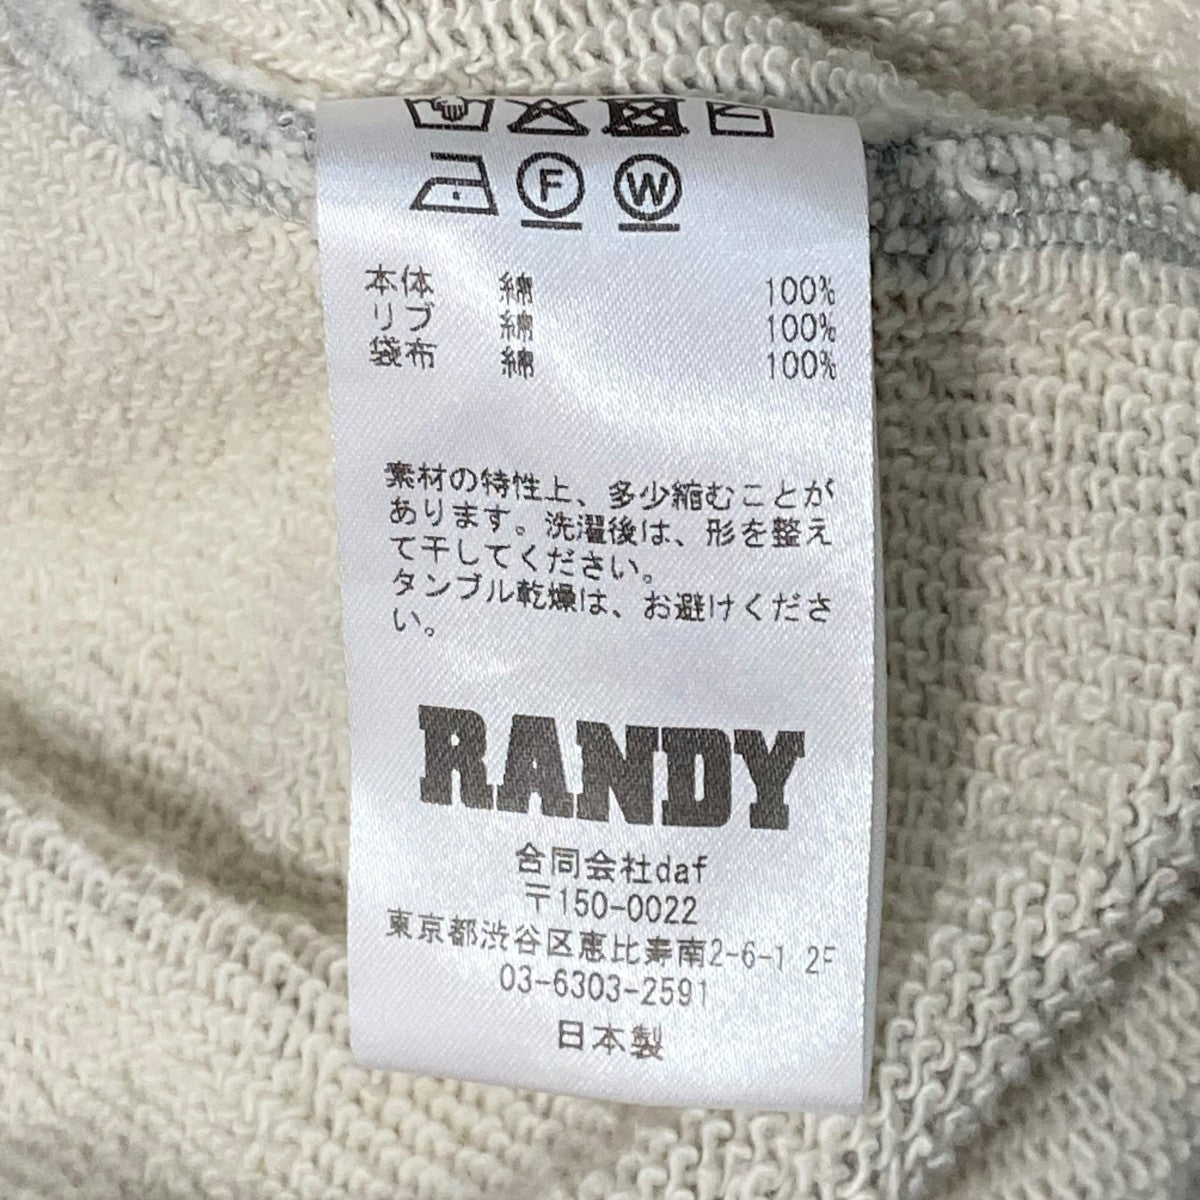 F W
本体 綿 100%
リブ 綿 100%
袋布 綿 100%
素材の特性上、多少縮むことが
あります。洗濯後は、形を整え
て干してください。
タンブル乾燥は、お避けくださ
い。
RANDY
合同会社daf
〒150-0022
東京都渋谷区恵比寿南2-6-1 2F
03-6303-2591
日本製